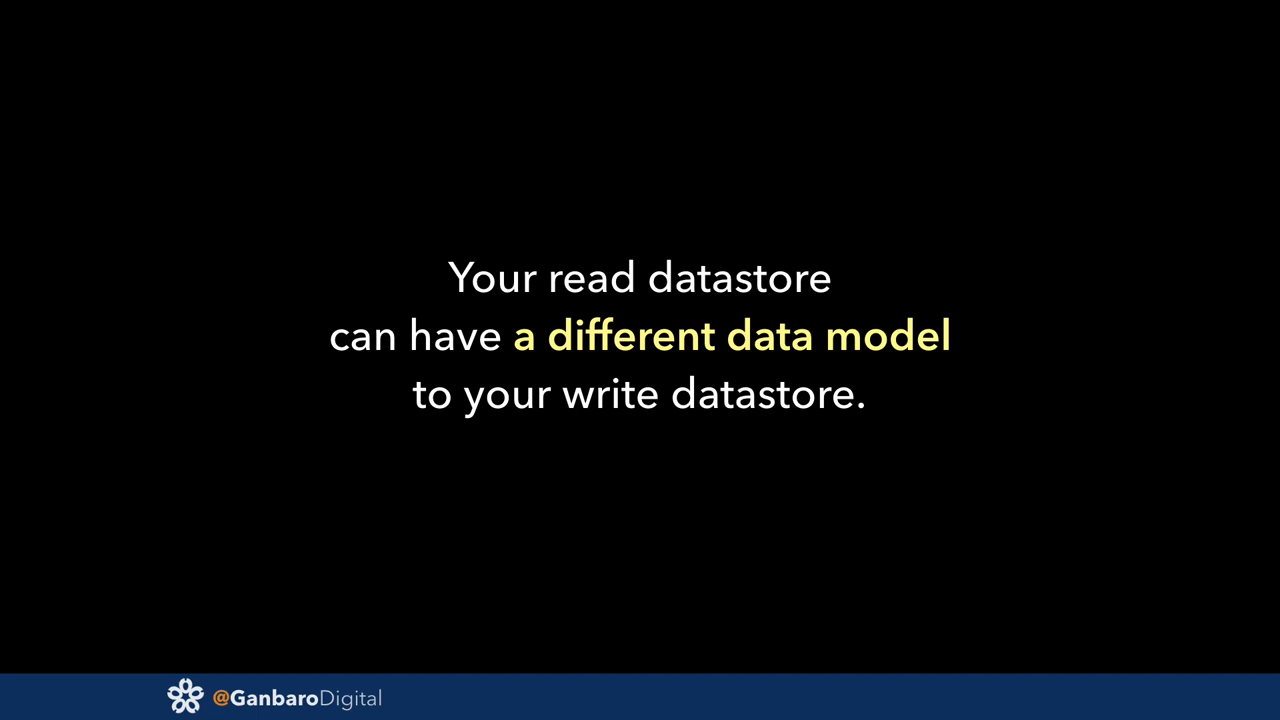 Your read datastore
can have a different data model
to your write datastore.
@GanbaroDigital